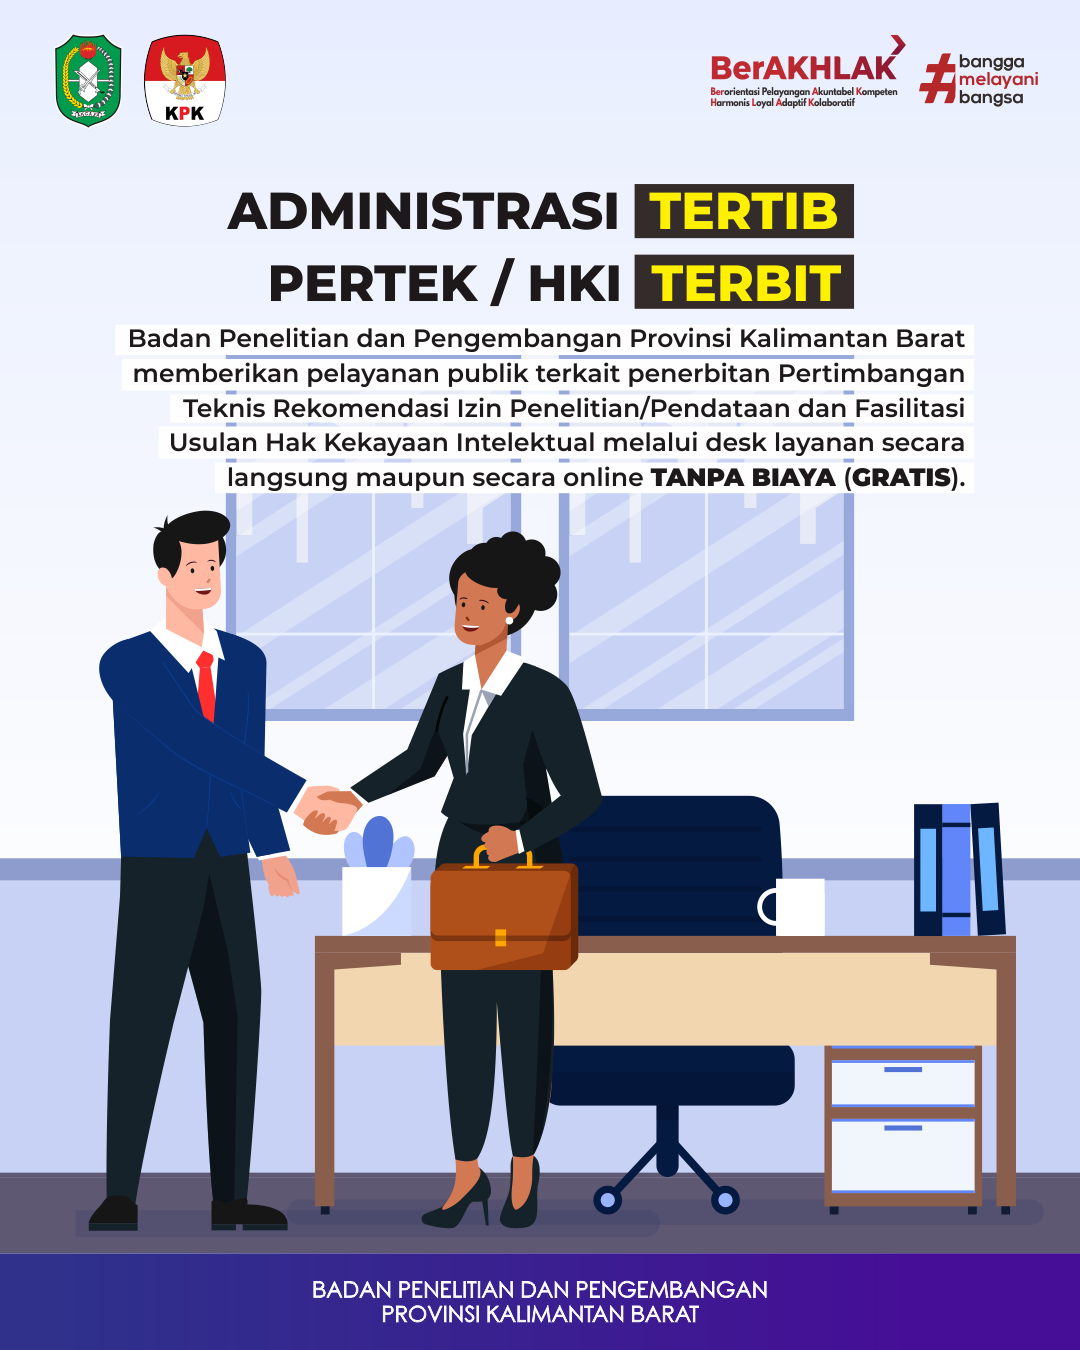 KPK
BerAKHLAK
Berorientasi Pelayangan Akuntabel Kompeten
Harmonis Loyal Adaptif Kolaboratif
#bangga
melayani
bangsa
ADMINISTRASI TERTIB
PERTEK / HKI TERBIT
Badan Penelitian dan Pengembangan Provinsi Kalimantan Barat
memberikan pelayanan publik terkait penerbitan Pertimbangan
Teknis Rekomendasi Izin Penelitian/Pendataan dan Fasilitasi
Usulan Hak Kekayaan Intelektual melalui desk layanan secara
langsung maupun secara online TANPA BIAYA (GRATIS).
BADAN PENELITIAN DAN PENGEMBANGAN
PROVINSI KALIMANTAN BARAT